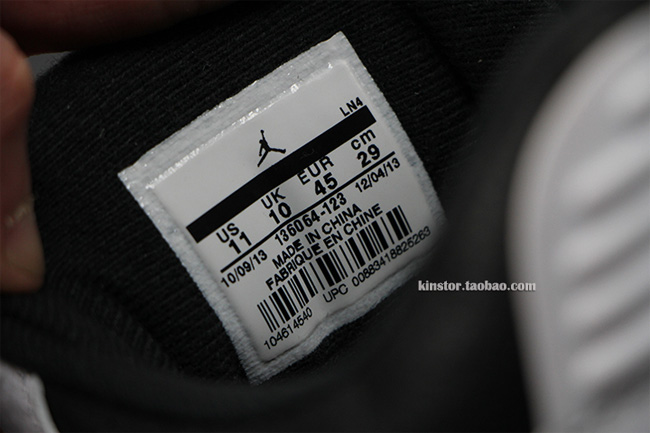 LN4
US UK EUR cm
11 10 45 29
10/09/13 136064-123 12/04/13
MADE IN CHINA
FABRIQUE EN CHINE
104614540 UPC 00883418825263
kinstor.taobao.com